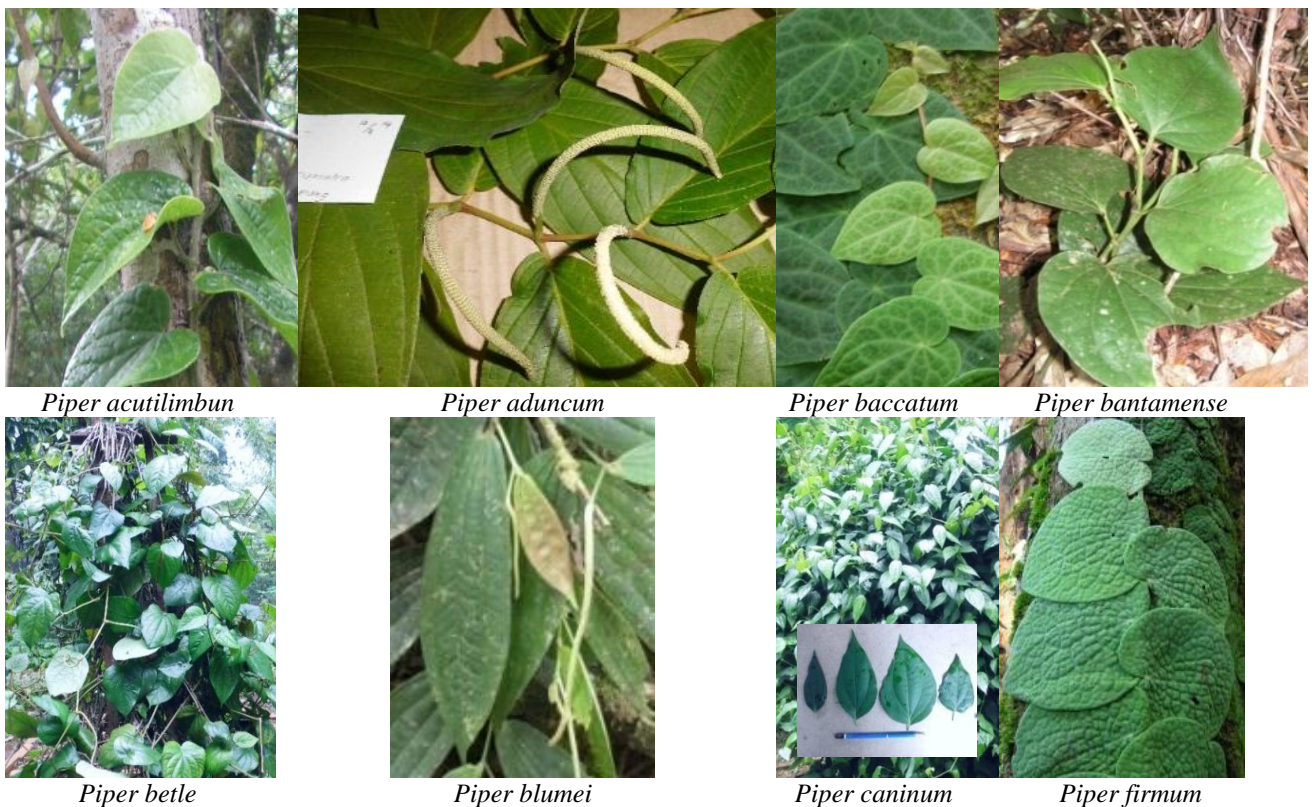 Piper acutilimbun
Piper aduncum
Piper baccatum
Piper bantamense
Piper betle
Piper blumei
Piper caninum
Piper firmum